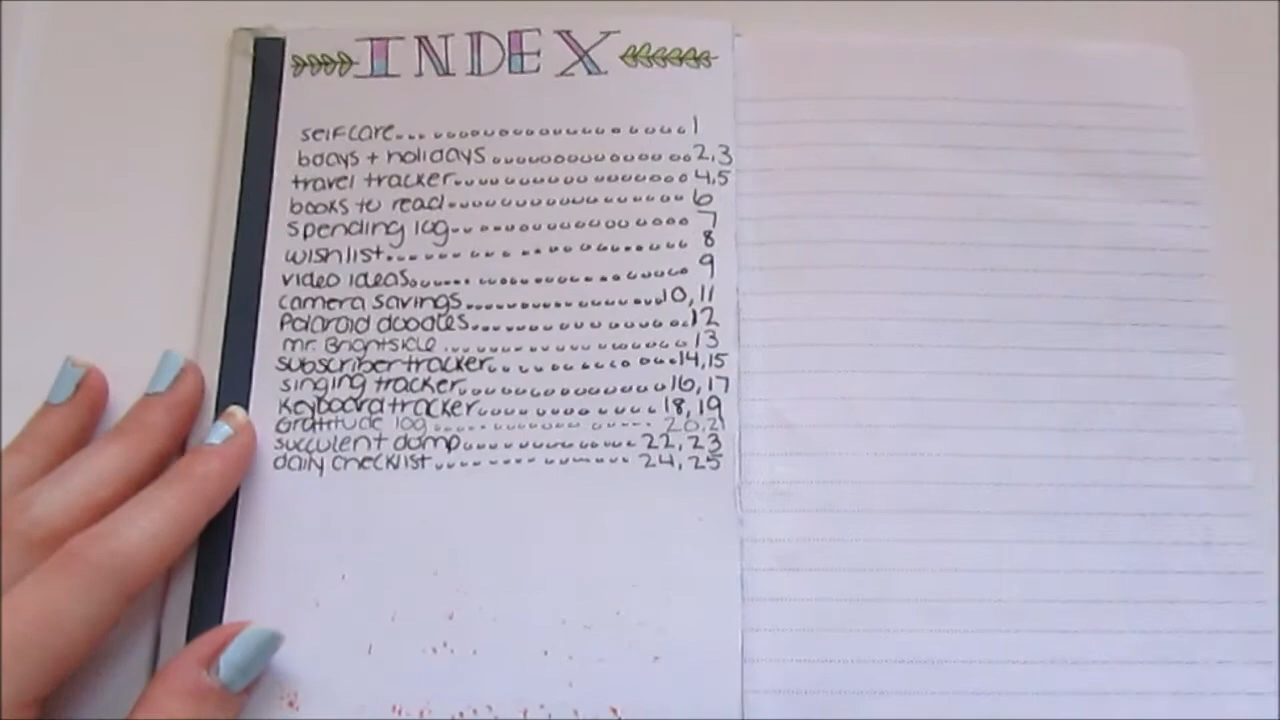 INDEX
selfcare 1
bdays + holidays 2,3
travel tracker 4,5
books to read 6
spending log 7
wishlist 8
video ideas 9
camera savings 10, 11
Polaroid doodles 12
mr. Brightside 13
subscriber tracker 14, 15
singing tracker 16, 17
Keyboard tracker 18, 19
Gratitude log 20,21
succulent dump 22, 23
daily checklist 24, 25